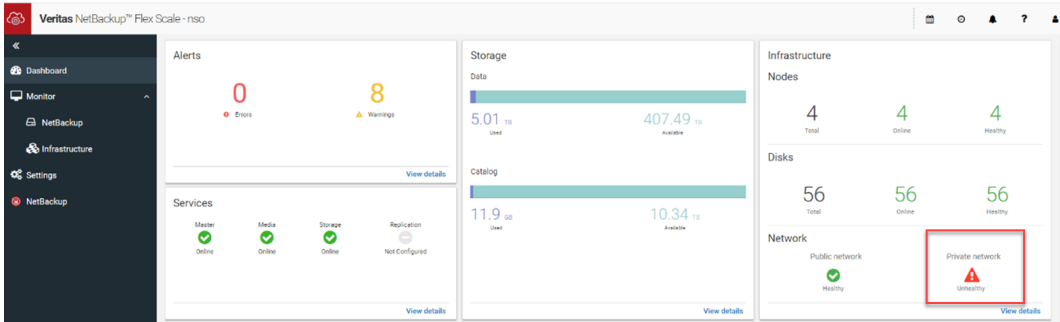 Veritas NetBackup™ Flex Scale - nso
?
«
Dashboard
Monitor
NetBackup
Infrastructure
Settings
NetBackup
Alerts
0
Errors
8
Warnings
View details
Services
Master
Online
Media
Online
Storage
Online
Replication
Not Configured
View details
Storage
Data
5.01 TB
Used
407.49 TB
Available
Catalog
11.9 GB
Used
10.34 TB
Available
View details
Infrastructure
Nodes
4
Total
4
Online
4
Healthy
Disks
56
Total
56
Online
56
Healthy
Network
Public network
Healthy
Private network
Unhealthy
View details